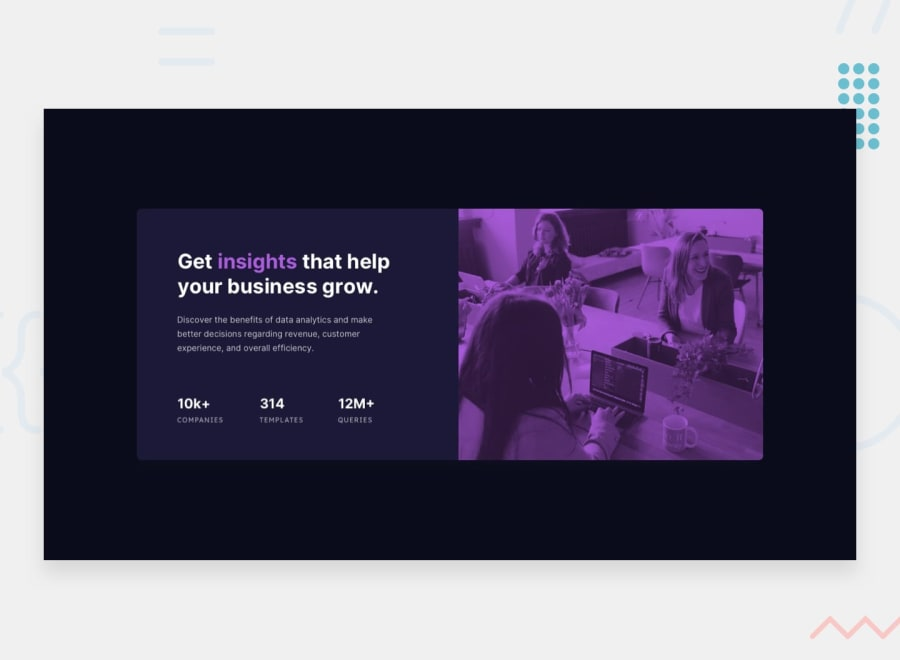 Get insights that help
your business grow.
Discover the benefits of data analytics and make
better decisions regarding revenue, customer
experience, and overall efficiency.
10k+ 314 12M+
COMPANIES TEMPLATES QUERIES